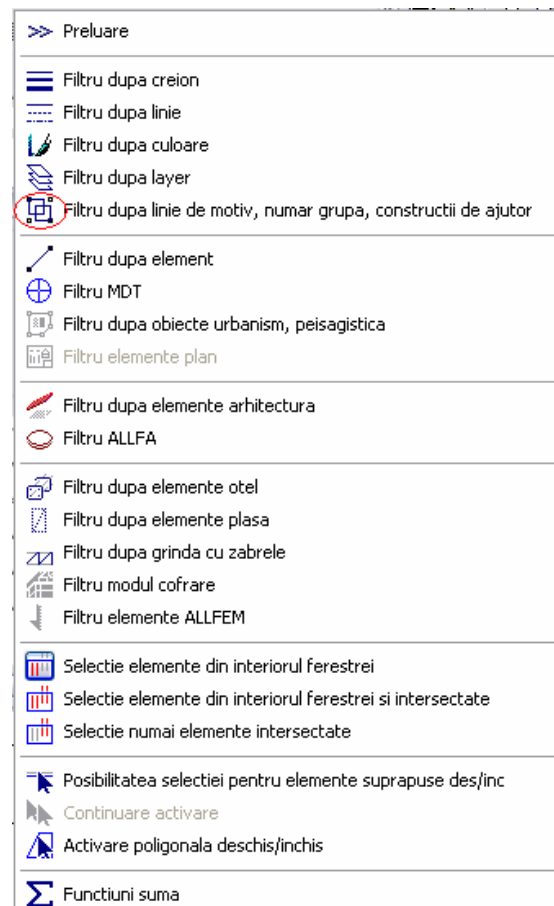 >> Preluare
Filtru dupa creion
Filtru dupa linie
Filtru dupa culoare
Filtru dupa layer
Filtru dupa linie de motiv, numar grupa, constructii de ajutor
Filtru dupa element
Filtru MDT
Filtru dupa obiecte urbanism, peisagistica
Filtru elemente plan
Filtru dupa elemente arhitectura
Filtru ALLFA
Filtru dupa elemente otel
Filtru dupa elemente plasa
Filtru dupa grinda cu zabrele
Filtru modul cofrare
Filtru elemente ALLFEM
Selectie elemente din interiorul ferestrei
Selectie elemente din interiorul ferestrei si intersectate
Selectie numai elemente intersectate
Posibilitatea selectiei pentru elemente suprapuse des/inc
Continuare activare
Activare poligonala deschis/inchis
Σ Functiuni suma